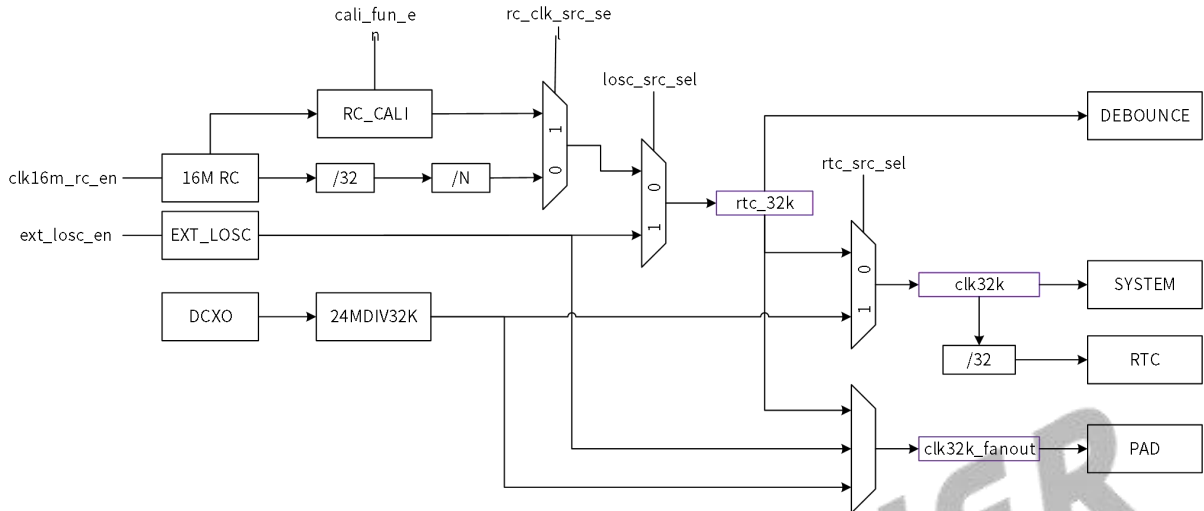 cali_fun_e
n
rc_clk_src_se
l
losc_src_sel
RC_CALI
1
0
DEBOUNCE
clk16m_rc_en
16M RC
/32
/N
0
1
rtc_32k
rtc_src_sel
ext_losc_en
EXT_LOSC
0
1
clk32k
SYSTEM
DCXO
24MDIV32K
/32
RTC
clk32k_fanout
PAD